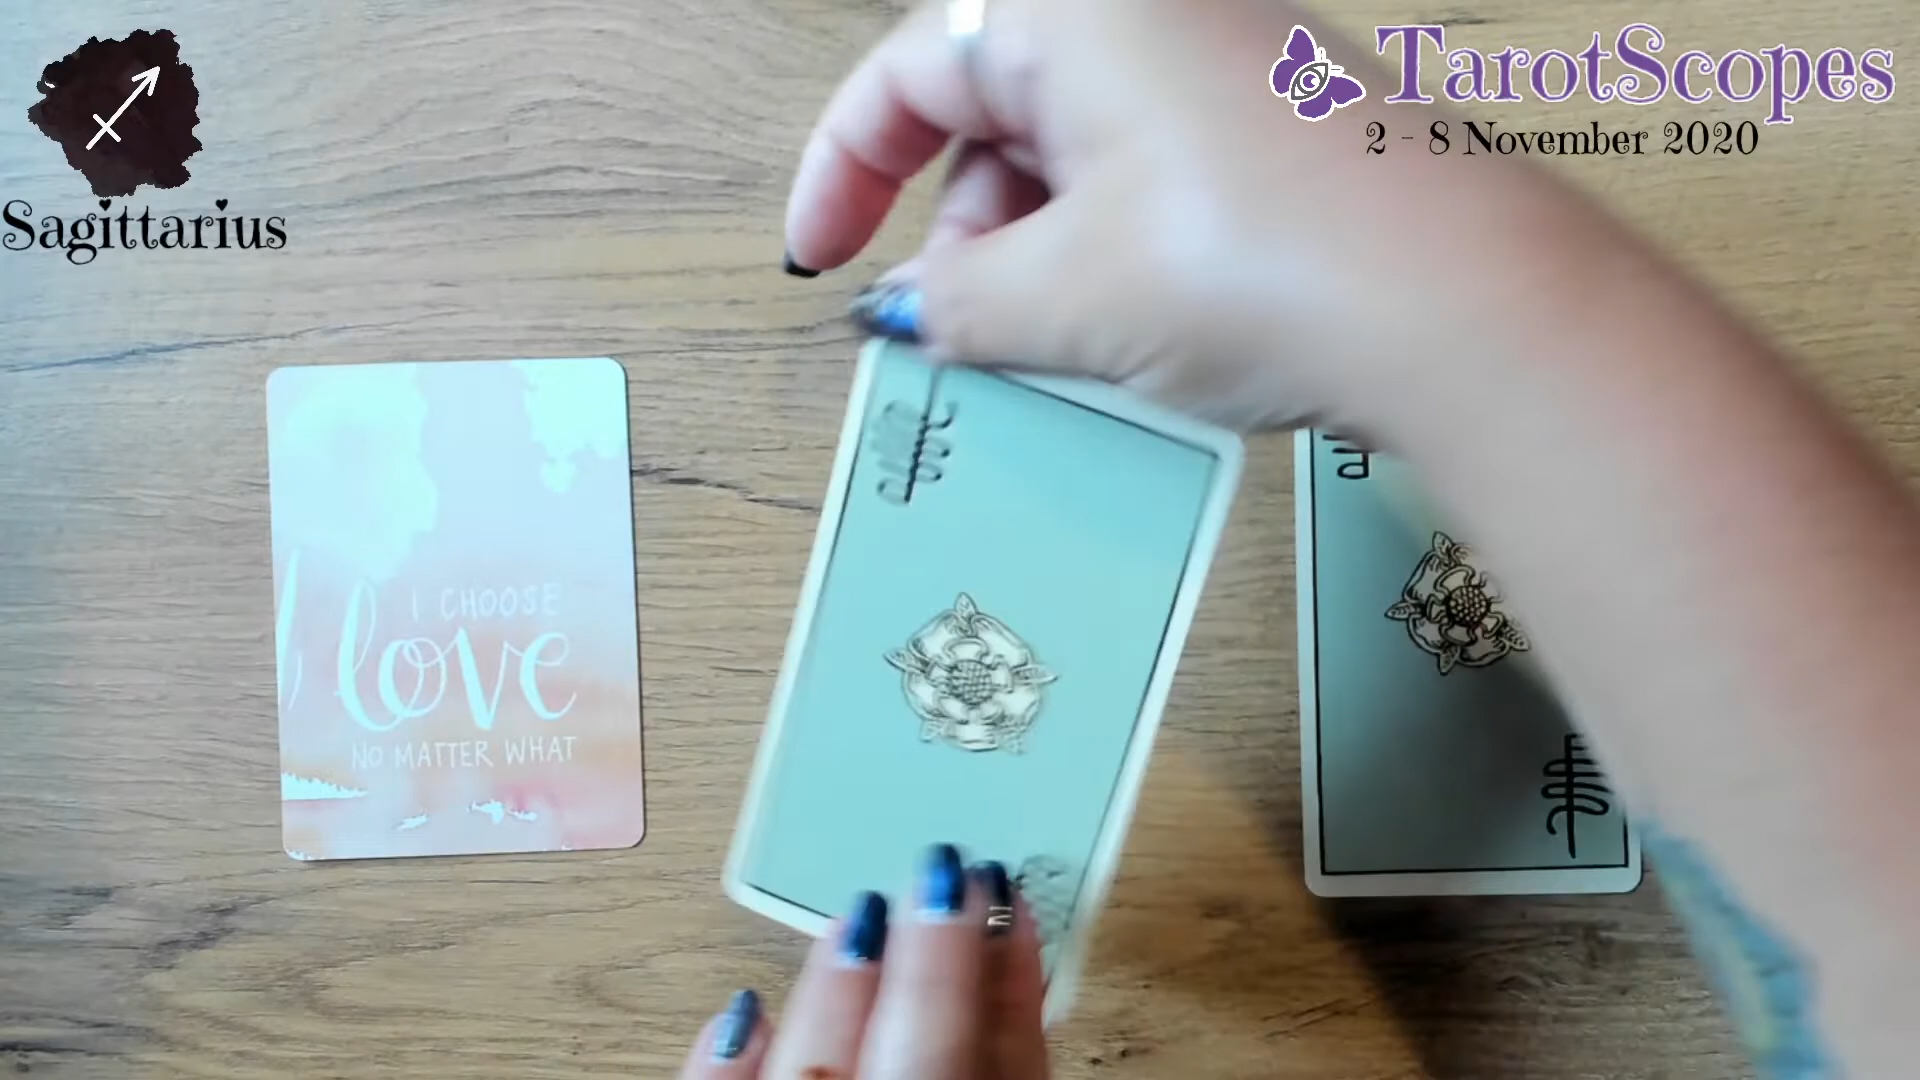 TarotScopes
2 - 8 November 2020
Sagittarius
I CHOOSE
love
NO MATTER WHAT